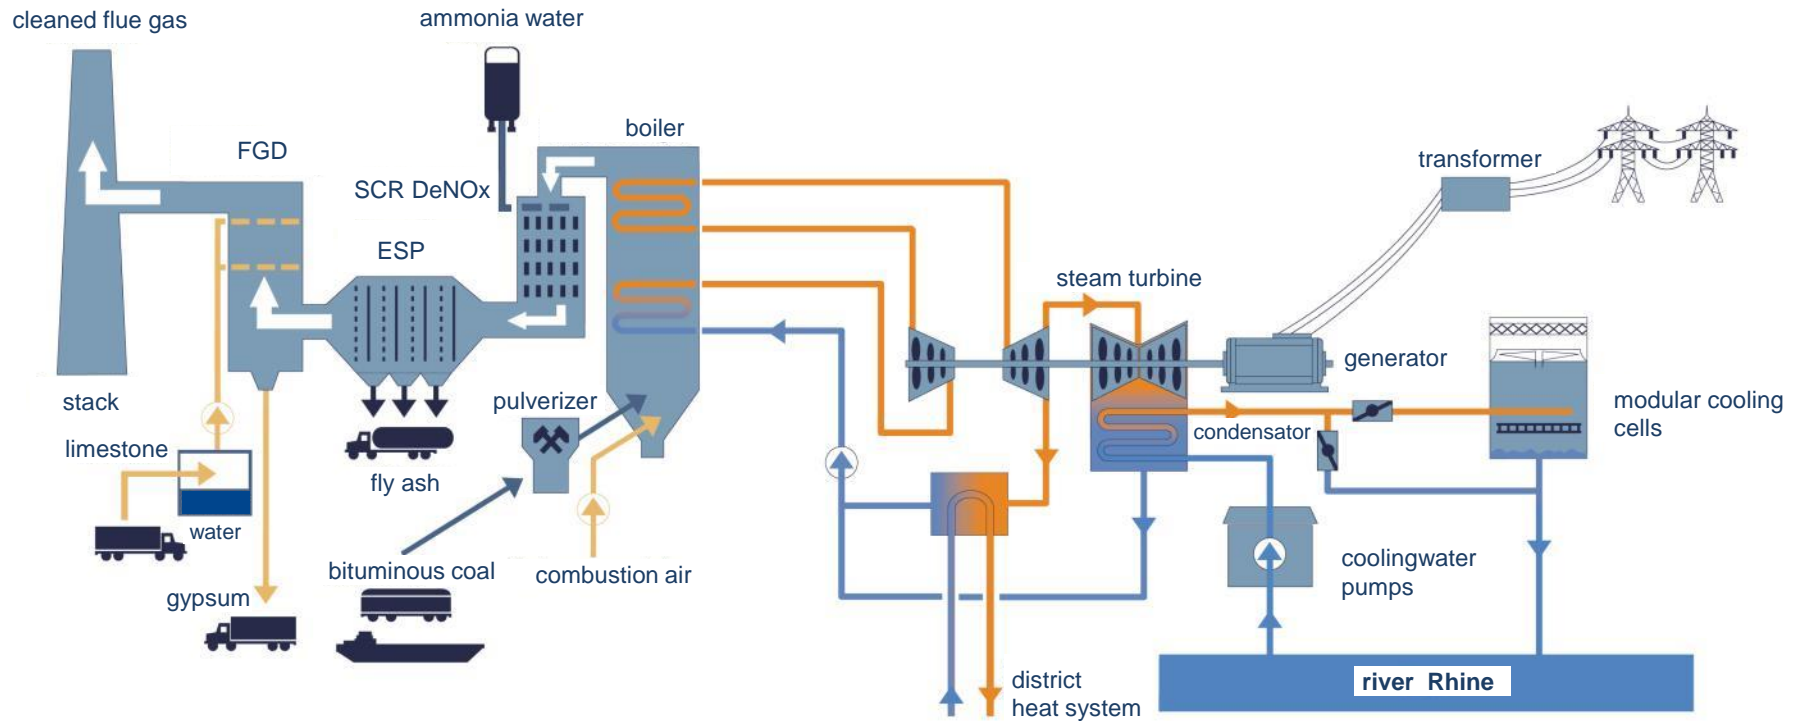 cleaned flue gas
ammonia water
FGD
SCR DeNOx
boiler
ESP
transformer
steam turbine
generator
stack
limestone
water
gypsum
fly ash
pulverizer
bituminous coal
combustion air
condensator
modular cooling
cells
coolingwater
pumps
district
heat system
river Rhine